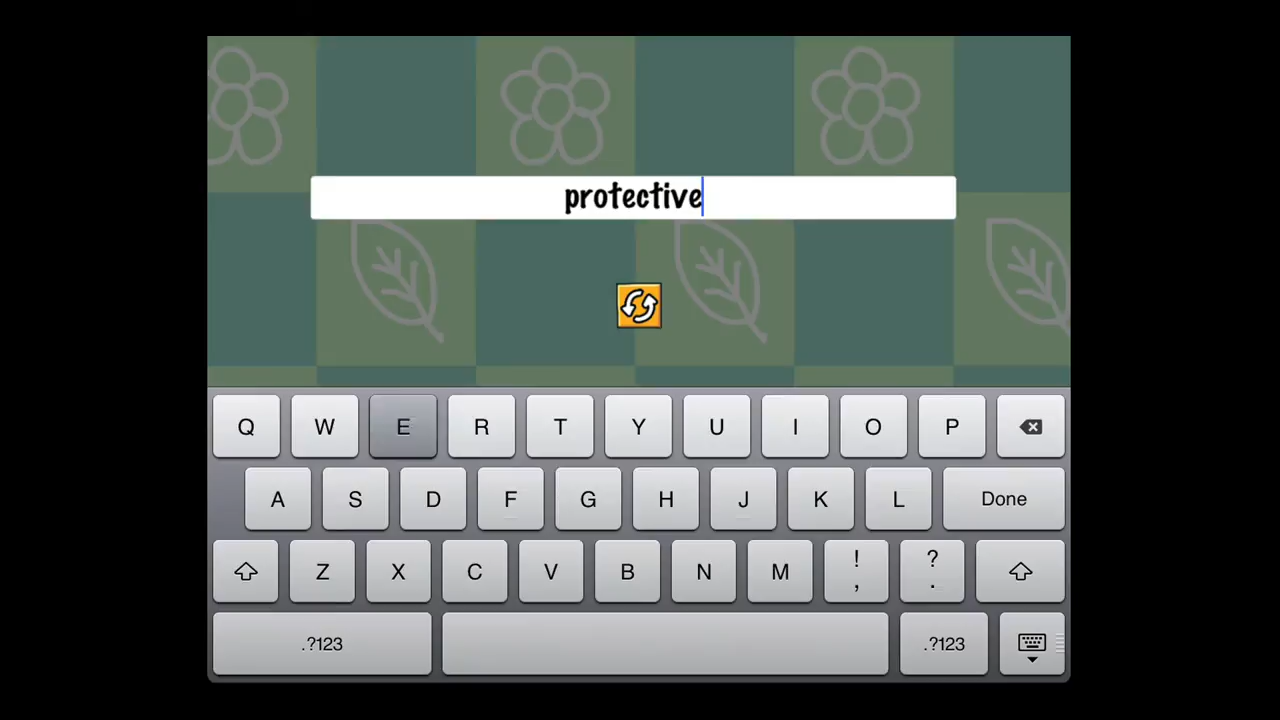 protective
Q W E R T Y U I O P
A S D F G H J K L Done
Z X C V B N M ! , ? .
.?123 .?123